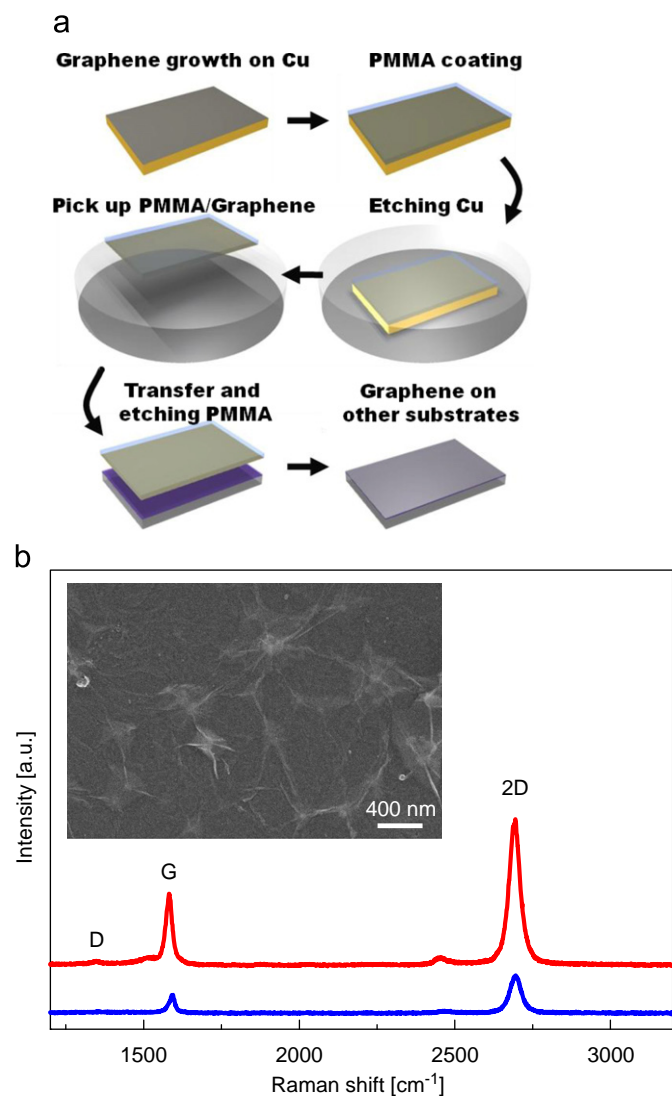 a
Graphene growth on Cu
PMMA coating
Pick up PMMA/Graphene
Etching Cu
Transfer and
etching PMMA
Graphene on
other substrates
b
Intensity [a.u.]
400 nm
2D
G
D
1500
2000
2500
3000
Raman shift [cm⁻¹]